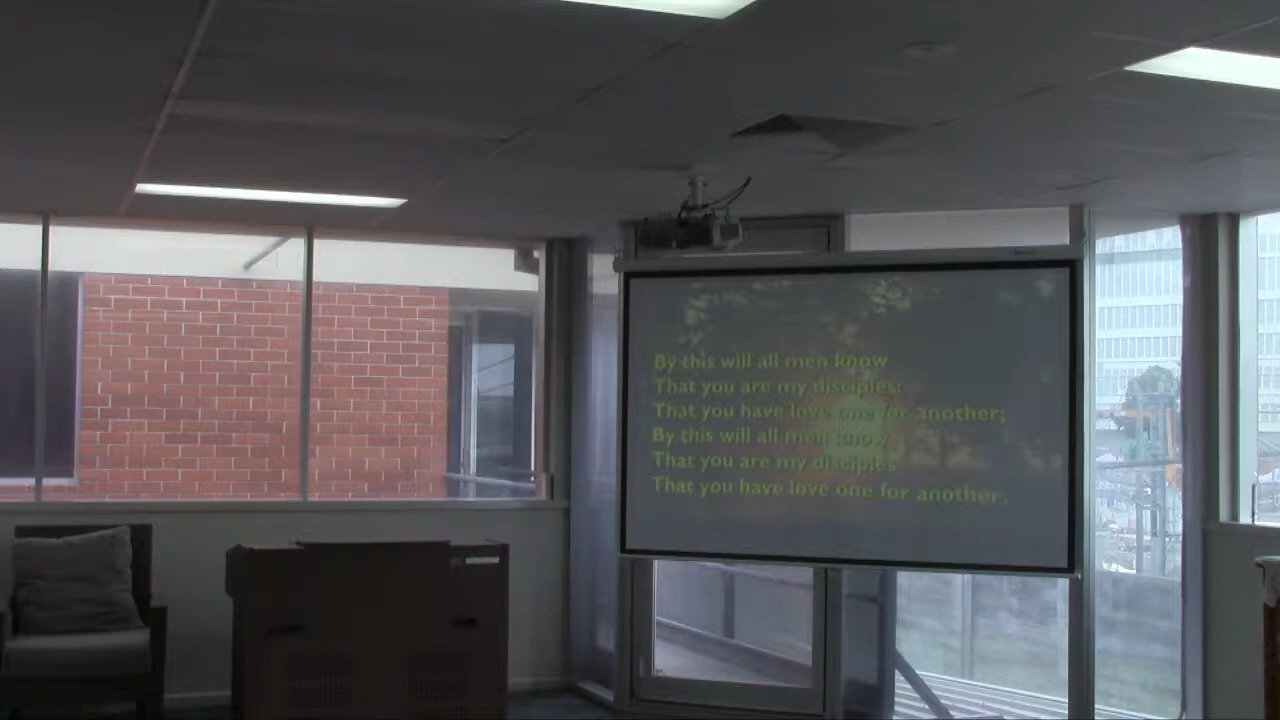 By this will all men know
That you are my disciples:
That you have love one for another;
By this will all men know
That you are my disciples
That you have love one for another.